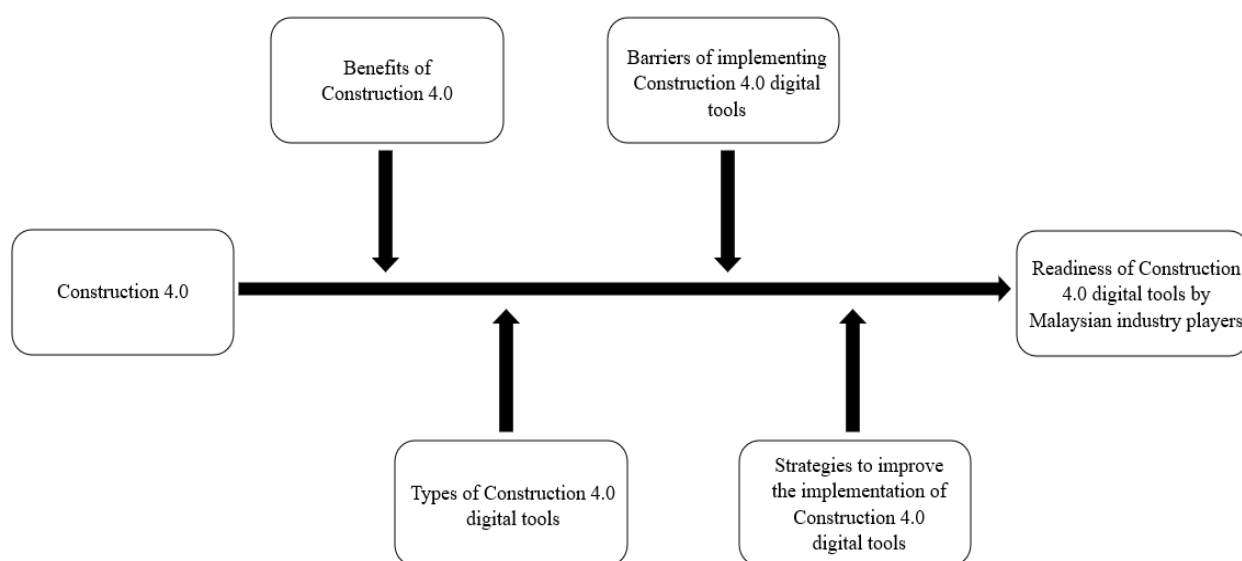 Benefits of
Construction 4.0
Barriers of implementing
Construction 4.0 digital
tools
Construction 4.0
Readiness of Construction
4.0 digital tools by
Malaysian industry players
Types of Construction 4.0
digital tools
Strategies to improve
the implementation of
Construction 4.0
digital tools